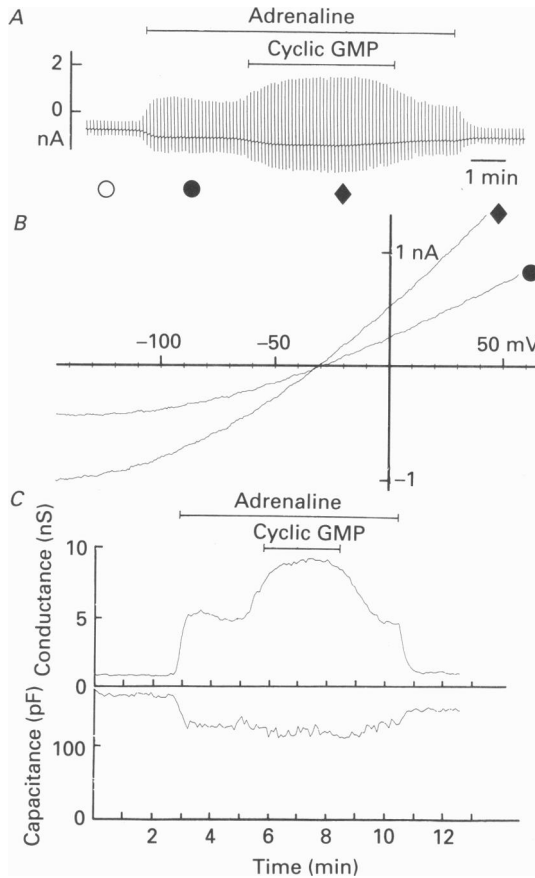 A
Adrenaline
Cyclic GMP
2
0
nA
1 min
B
1 nA
−100
−50
50 mV
−1
C
Adrenaline
Cyclic GMP
Conductance (nS)
10
5
0
Capacitance (pF)
100
0
2 4 6 8 10 12
Time (min)